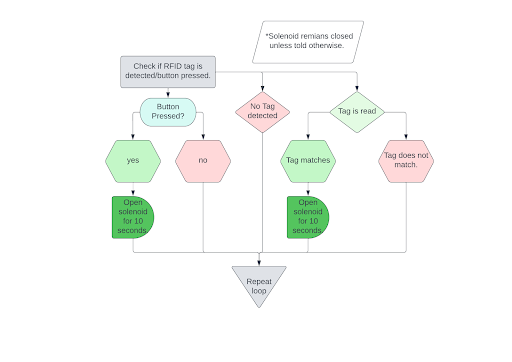 *Solenoid remians closed
unless told otherwise.
Check if RFID tag is
detected/button pressed.
Button
Pressed?
No Tag
detected
Tag is read
yes
no
Tag matches
Tag does not
match.
Open
solenoid
for 10
seconds.
Open
solenoid
for 10
seconds.
Repeat
loop